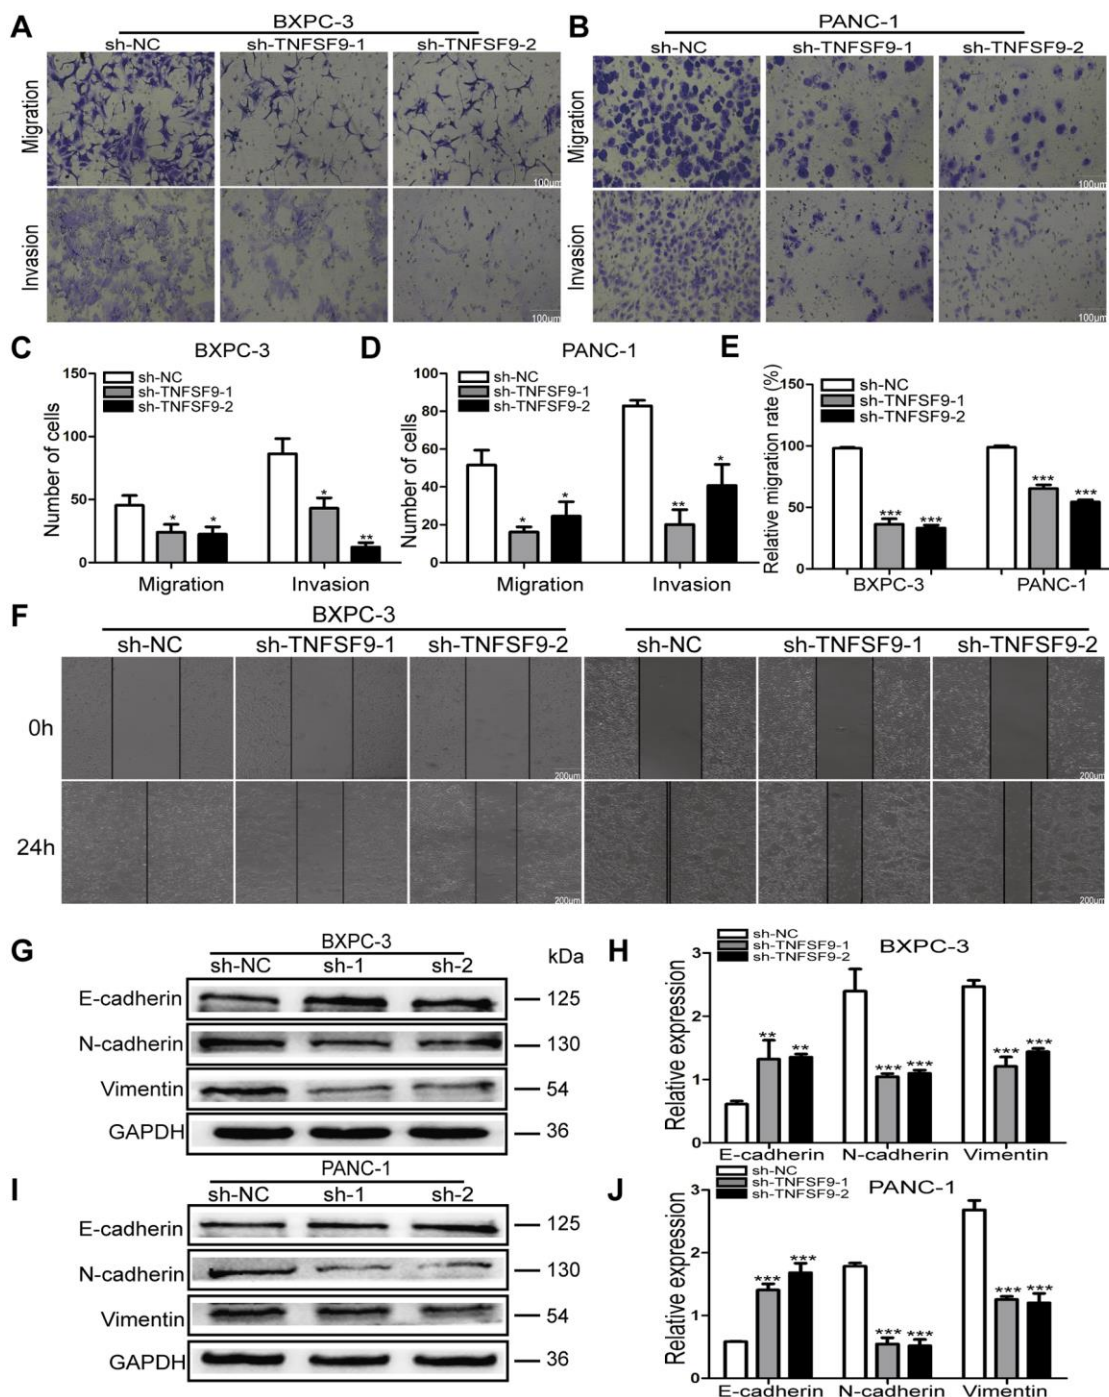 A
BXPC-3
sh-NC sh-TNFSF9-1 sh-TNFSF9-2
Migration
100μm
Invasion
100μm
B
PANC-1
sh-NC sh-TNFSF9-1 sh-TNFSF9-2
Migration
100μm
Invasion
100μm
C
BXPC-3
sh-NC
sh-TNFSF9-1
sh-TNFSF9-2
Number of cells
150
100
50
0
* * * **
Migration Invasion
D
PANC-1
sh-NC
sh-TNFSF9-1
sh-TNFSF9-2
Number of cells
100
80
60
40
20
0
* * ** *
Migration Invasion
E
sh-NC
sh-TNFSF9-1
sh-TNFSF9-2
Relative migration rate (%)
150
100
50
0
*** *** *** ***
BXPC-3 PANC-1
F
BXPC-3
sh-NC sh-TNFSF9-1 sh-TNFSF9-2 sh-NC sh-TNFSF9-1 sh-TNFSF9-2
0h
200μm 200μm
24h
200μm 200μm
G
BXPC-3
sh-NC sh-1 sh-2 kDa
E-cadherin 125
N-cadherin 130
Vimentin 54
GAPDH 36
H
sh-NC
sh-TNFSF9-1
sh-TNFSF9-2
BXPC-3
Relative expression
3
2
1
0
** ** *** *** *** ***
E-cadherin N-cadherin Vimentin
I
PANC-1
sh-NC sh-1 sh-2
E-cadherin 125
N-cadherin 130
Vimentin 54
GAPDH 36
J
sh-NC
sh-TNFSF9-1
sh-TNFSF9-2
PANC-1
Relative expression
3
2
1
0
*** *** *** *** *** ***
E-cadherin N-cadherin Vimentin